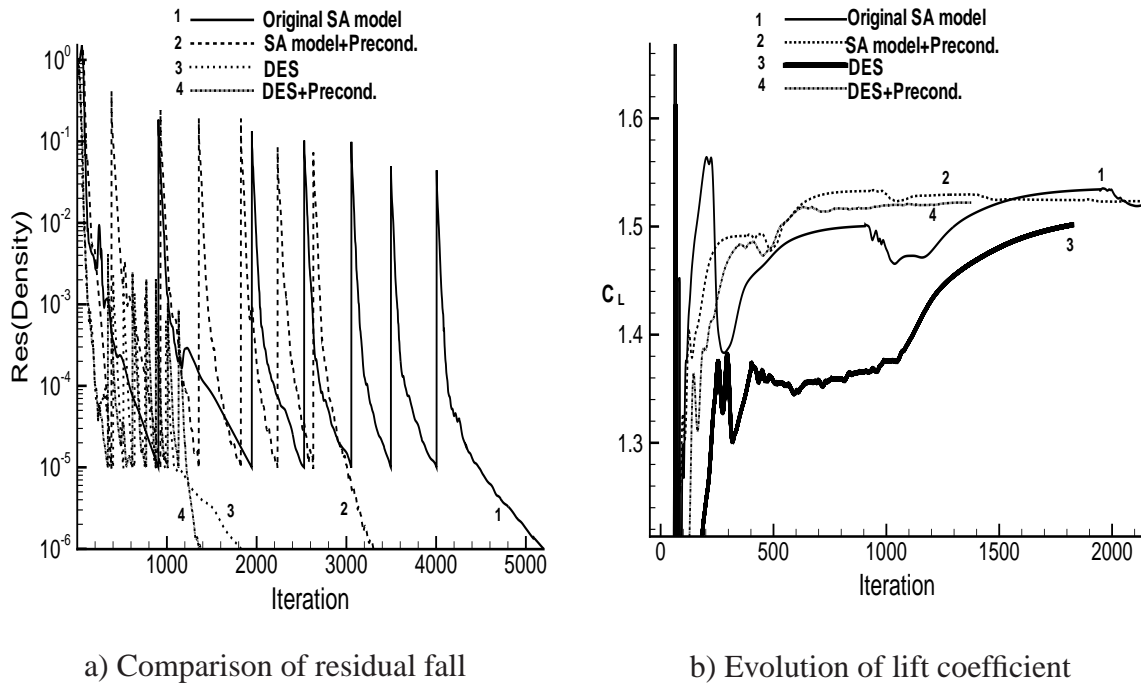 1 Original SA model
2 SA model+Precond.
3 DES
4 DES+Precond.
10^0
10^-1
10^-2
10^-3
10^-4
10^-5
10^-6
Res(Density)
4
3
2
1
1000 2000 3000 4000 5000
Iteration
a) Comparison of residual fall
1 Original SA model
2 SA model+Precond.
3 DES
4 DES+Precond.
1.6
1.5
1.4
1.3
C L
2
1
4
3
0 500 1000 1500 2000
Iteration
b) Evolution of lift coefficient